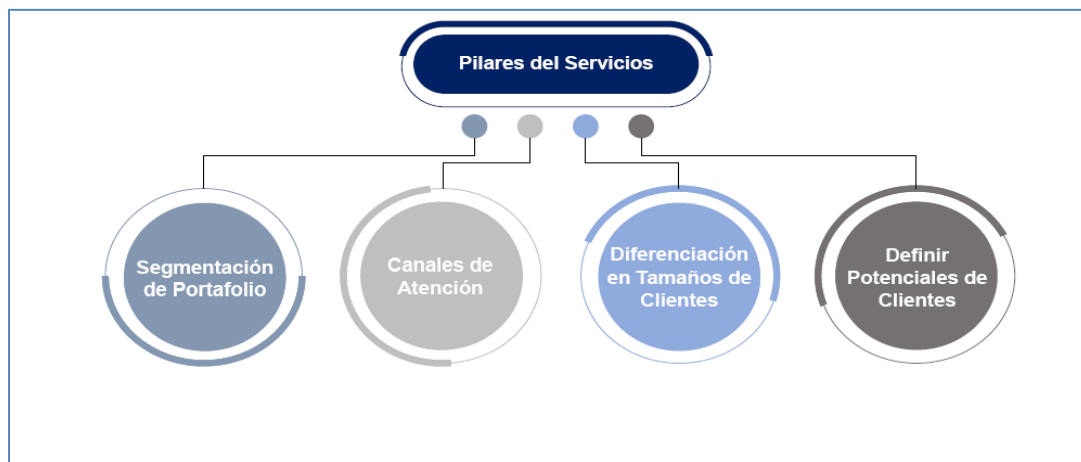 Pilares del Servicios
Segmentación
de Portafolio
Canales de
Atención
Diferenciación
en Tamaños de
Clientes
Definir
Potenciales de
Clientes